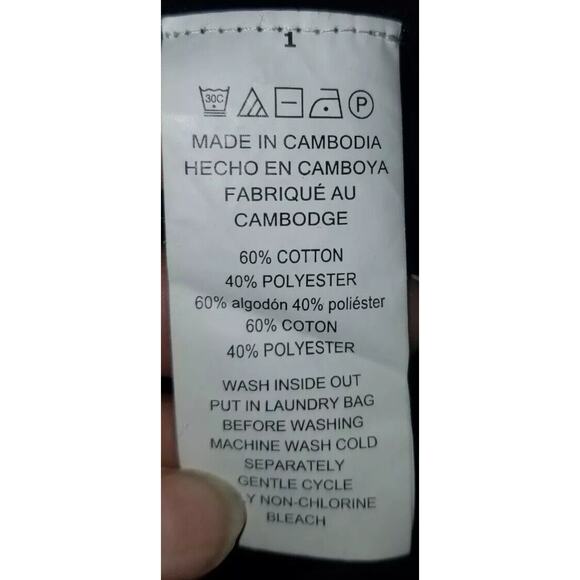 1
30C P
MADE IN CAMBODIA
HECHO EN CAMBOYA
FABRIQUÉ AU
CAMBODGE
60% COTTON
40% POLYESTER
60% algodón 40% poliéster
60% COTON
40% POLYESTER
WASH INSIDE OUT
PUT IN LAUNDRY BAG
BEFORE WASHING
MACHINE WASH COLD
SEPARATELY
GENTLE CYCLE
NON-CHLORINE
BLEACH